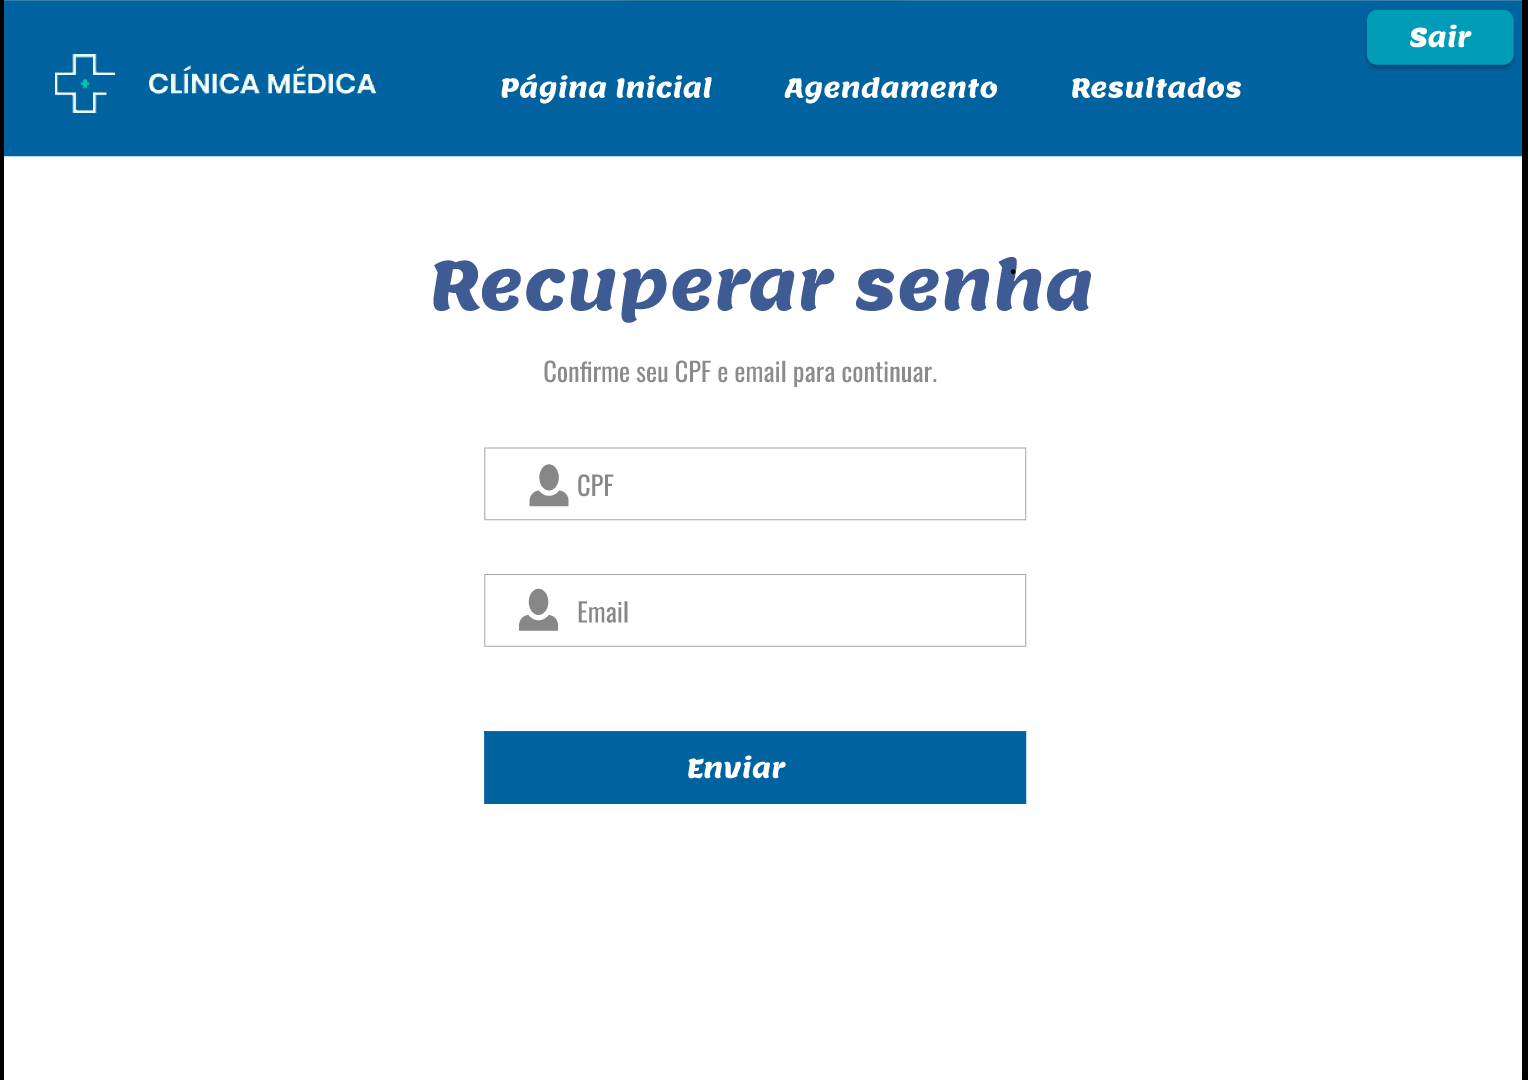 Sair
CLÍNICA MÉDICA
Página Inicial
Agendamento
Resultados
Recuperar senha
Confirme seu CPF e email para continuar.
CPF
Email
Enviar